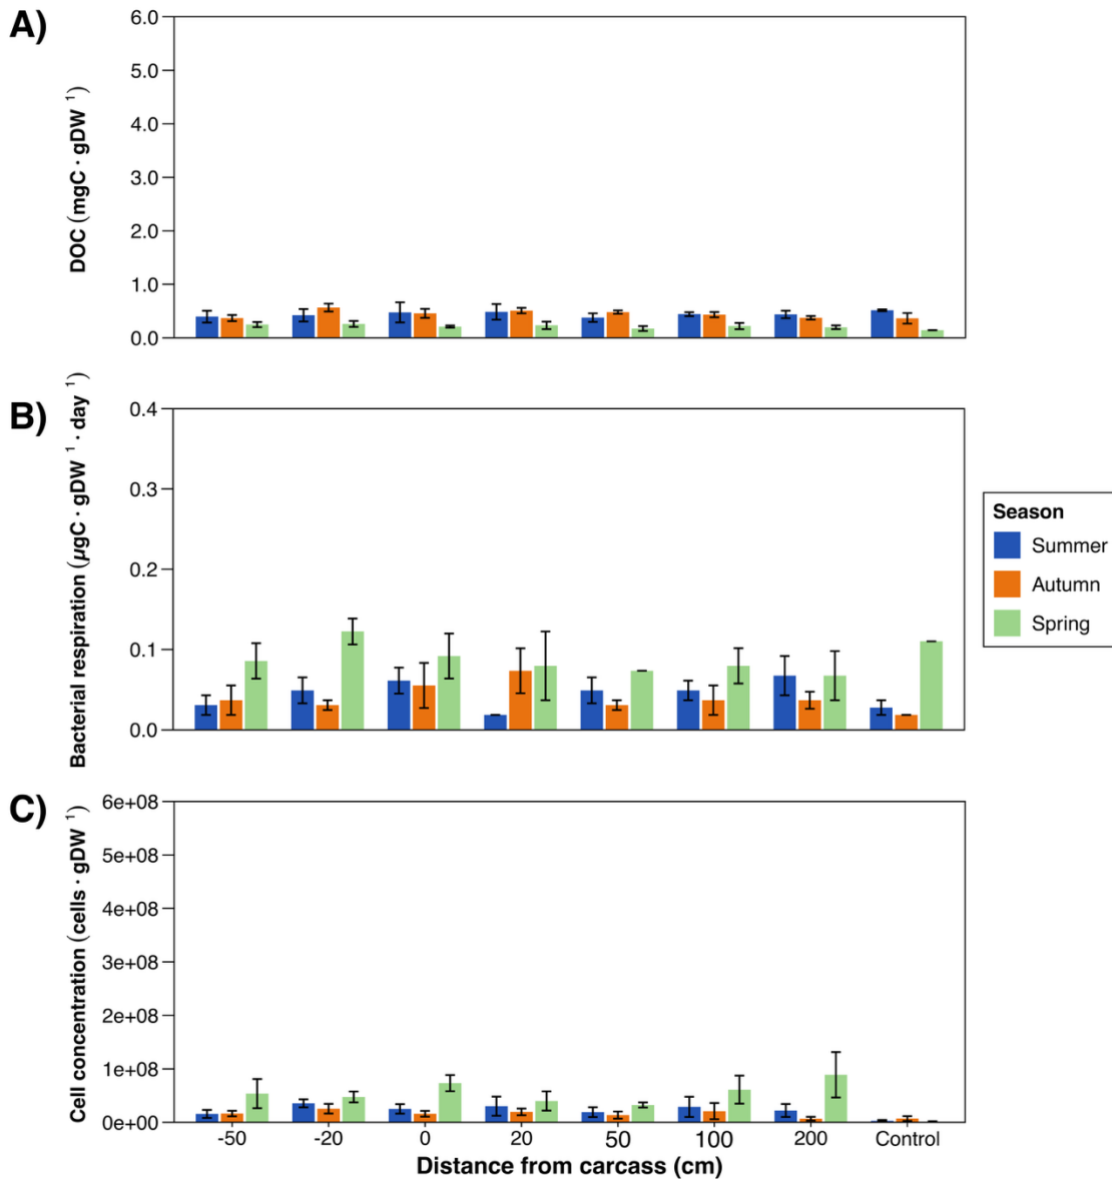 A)
6.0
5.0
4.0
3.0
2.0
1.0
0.0
DOC (mgC · gDW 1)
B)
0.4
0.3
0.2
0.1
0.0
Bacterial respiration (µgC · gDW 1 · day 1)
Season
Summer
Autumn
Spring
C)
6e+08
5e+08
4e+08
3e+08
2e+08
1e+08
0e+00
Cell concentration (cells · gDW 1)
-50 -20 0 20 50 100 200 Control
Distance from carcass (cm)